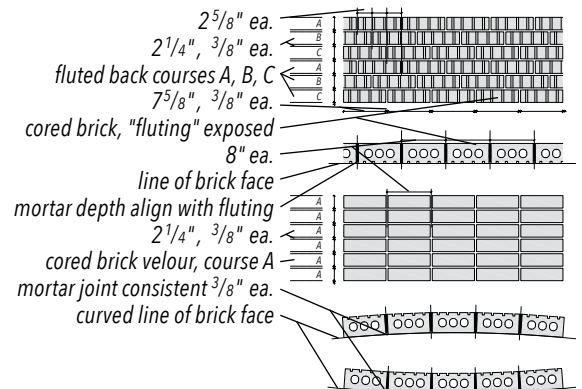 2 5/8" ea.
2 1/4", 3/8" ea.
fluted back courses A, B, C
7 5/8", 3/8" ea.
cored brick, "fluting" exposed
8" ea.
line of brick face
mortar depth align with fluting
2 1/4", 3/8" ea.
cored brick velour, course A
mortar joint consistent 3/8" ea.
curved line of brick face
A
B
C
A
B
C
A
A
A
A
A
A